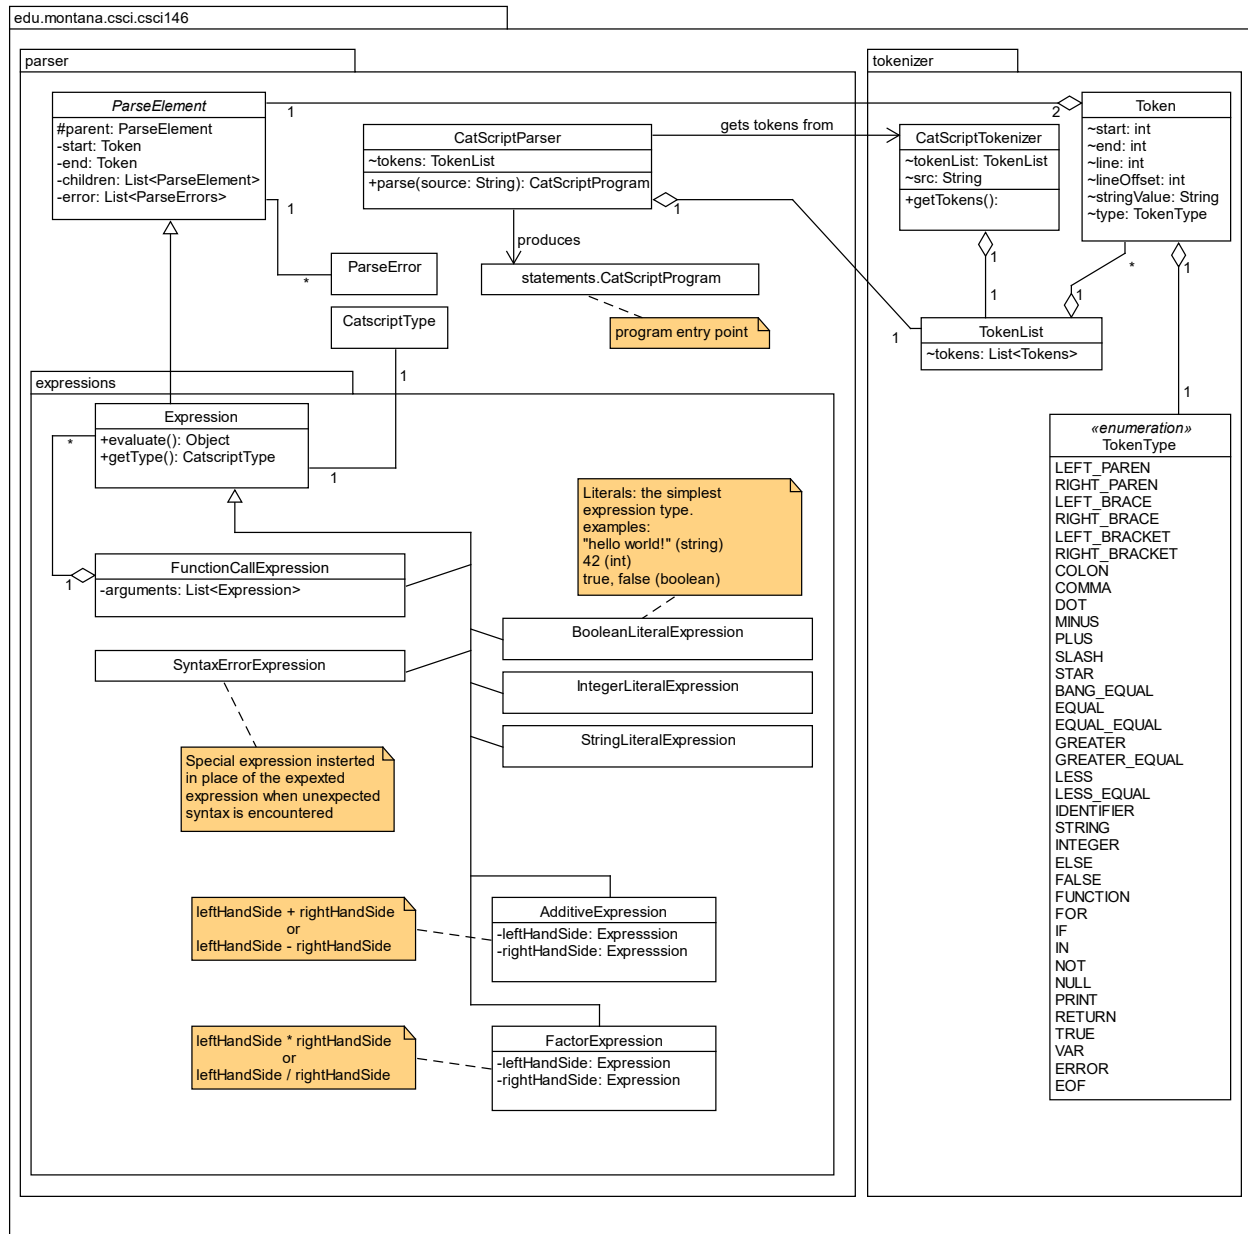 edu.montana.csci.csci146
parser
tokenizer
ParseElement
#parent: ParseElement
-start: Token
-end: Token
-children: List<ParseElement>
-error: List<ParseErrors>
1
2
CatScriptParser
~tokens: TokenList
+parse(source: String): CatScriptProgram
gets tokens from
CatScriptTokenizer
~tokenList: TokenList
~src: String
+getTokens():
Token
~start: int
~end: int
~line: int
~lineOffset: int
~stringValue: String
~type: TokenType
1
*
ParseError
1
produces
statements.CatScriptProgram
program entry point
1
1
1
*
1
1
1
TokenList
~tokens: List<Tokens>
CatscriptType
1
1
expressions
Expression
+evaluate(): Object
+getType(): CatscriptType
*
1
FunctionCallExpression
-arguments: List<Expression>
SyntaxErrorExpression
Special expression insterted
in place of the expexted
expression when unexpected
syntax is encountered
Literals: the simplest
expression type.
examples:
"hello world!" (string)
42 (int)
true, false (boolean)
BooleanLiteralExpression
IntegerLiteralExpression
StringLiteralExpression
leftHandSide + rightHandSide
or
leftHandSide - rightHandSide
AdditiveExpression
-leftHandSide: Expresssion
-rightHandSide: Expresssion
leftHandSide * rightHandSide
or
leftHandSide / rightHandSide
FactorExpression
-leftHandSide: Expression
-rightHandSide: Expression
«enumeration»
TokenType
LEFT_PAREN
RIGHT_PAREN
LEFT_BRACE
RIGHT_BRACE
LEFT_BRACKET
RIGHT_BRACKET
COLON
COMMA
DOT
MINUS
PLUS
SLASH
STAR
BANG_EQUAL
EQUAL
EQUAL_EQUAL
GREATER
GREATER_EQUAL
LESS
LESS_EQUAL
IDENTIFIER
STRING
INTEGER
ELSE
FALSE
FUNCTION
FOR
IF
IN
NOT
NULL
PRINT
RETURN
TRUE
VAR
ERROR
EOF